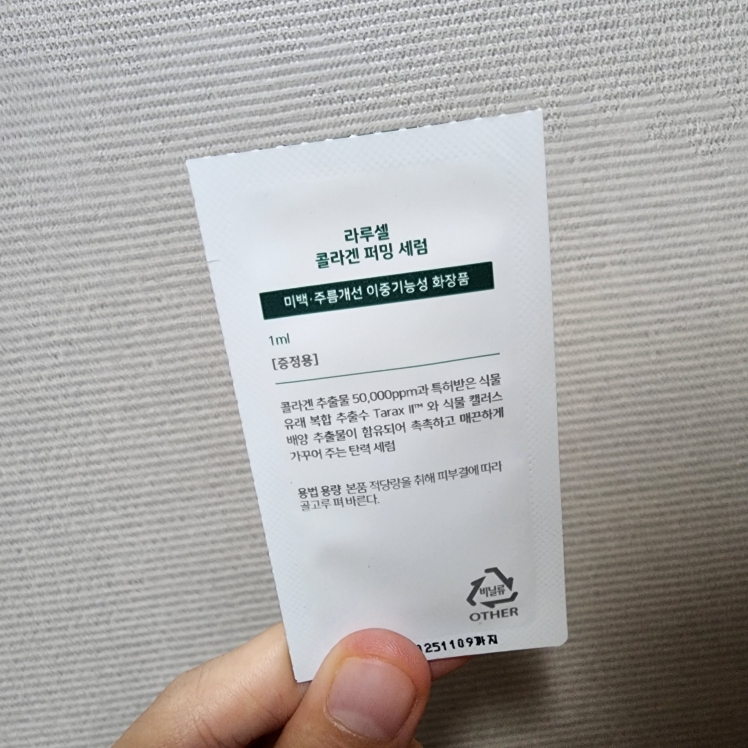 라루셀
콜라겐 퍼밍 세럼
미백·주름개선 이중기능성 화장품
1ml
[증정용]
콜라겐 추출물 50,000ppm과 특허받은 식물
유래 복합 추출수 Tarax II™ 와 식물 캘러스
배양 추출물이 함유되어 촉촉하고 매끈하게
가꾸어 주는 탄력 세럼
용법 용량 본품 적당량을 취해 피부결에 따라
골고루 펴 바른다.
비닐류
OTHER
251109까지